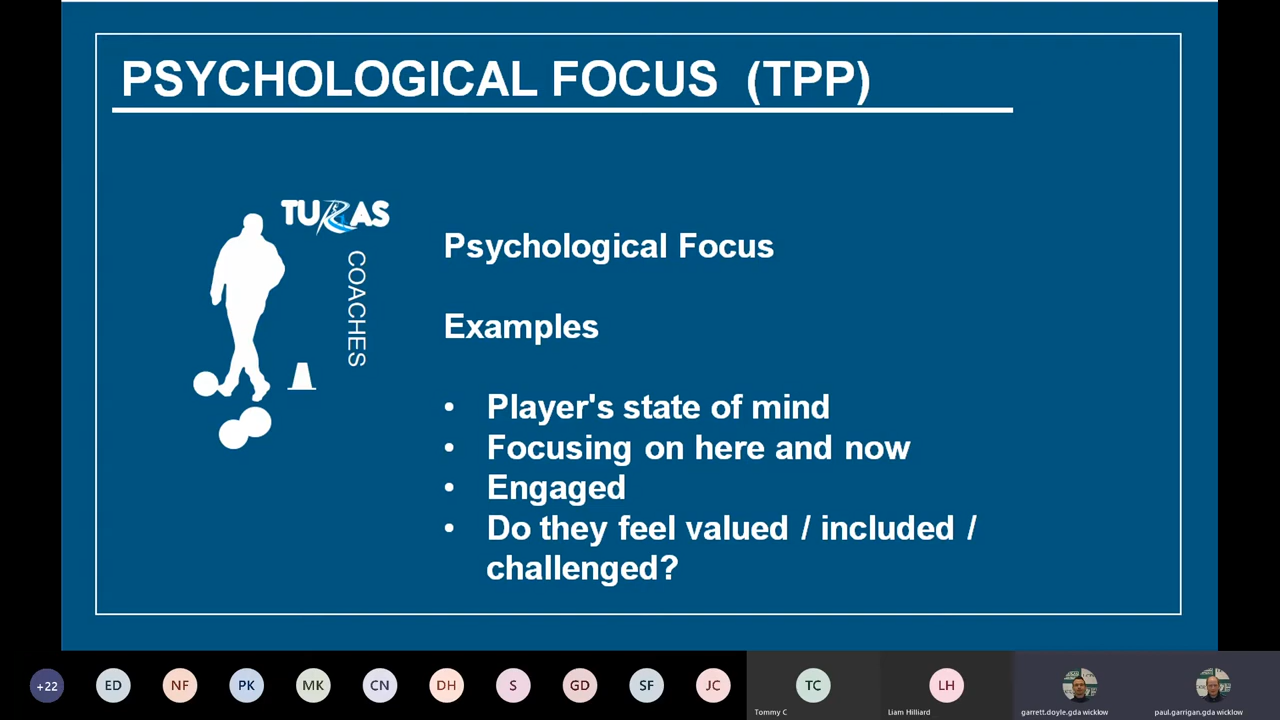 PSYCHOLOGICAL FOCUS (TPP)
TURAS
COACHES
Psychological Focus
Examples
• Player's state of mind
• Focusing on here and now
• Engaged
• Do they feel valued / included /
challenged?
+22
ED
NF
PK
MK
CN
DH
S
GD
SF
JC
TC
LH
Tommy C
Liam Hilliard
garrett.doyle.gda wicklow
paul.garrigan.gda wicklow